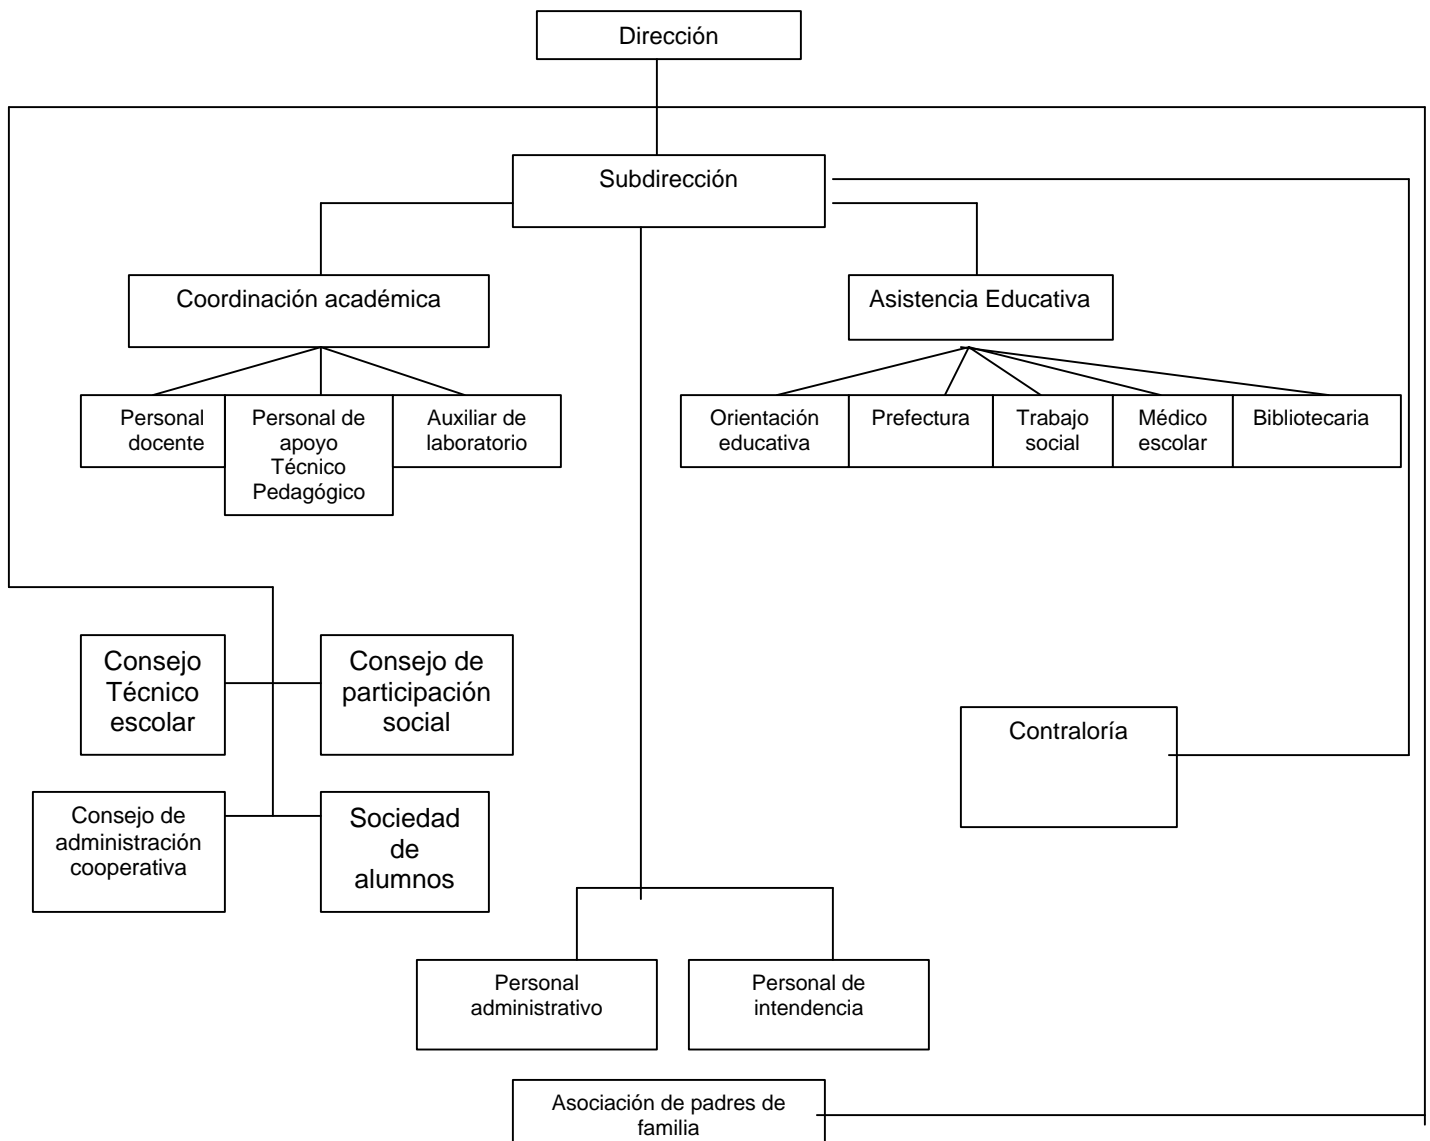 Dirección
Subdirección
Coordinación académica
Asistencia Educativa
Personal
docente
Personal de
apoyo
Técnico
Pedagógico
Auxiliar de
laboratorio
Orientación
educativa
Prefectura
Trabajo
social
Médico
escolar
Bibliotecaria
Consejo
Técnico
escolar
Consejo de
participación
social
Contraloría
Consejo de
administración
cooperativa
Sociedad
de
alumnos
Personal
administrativo
Personal de
intendencia
Asociación de padres de
familia